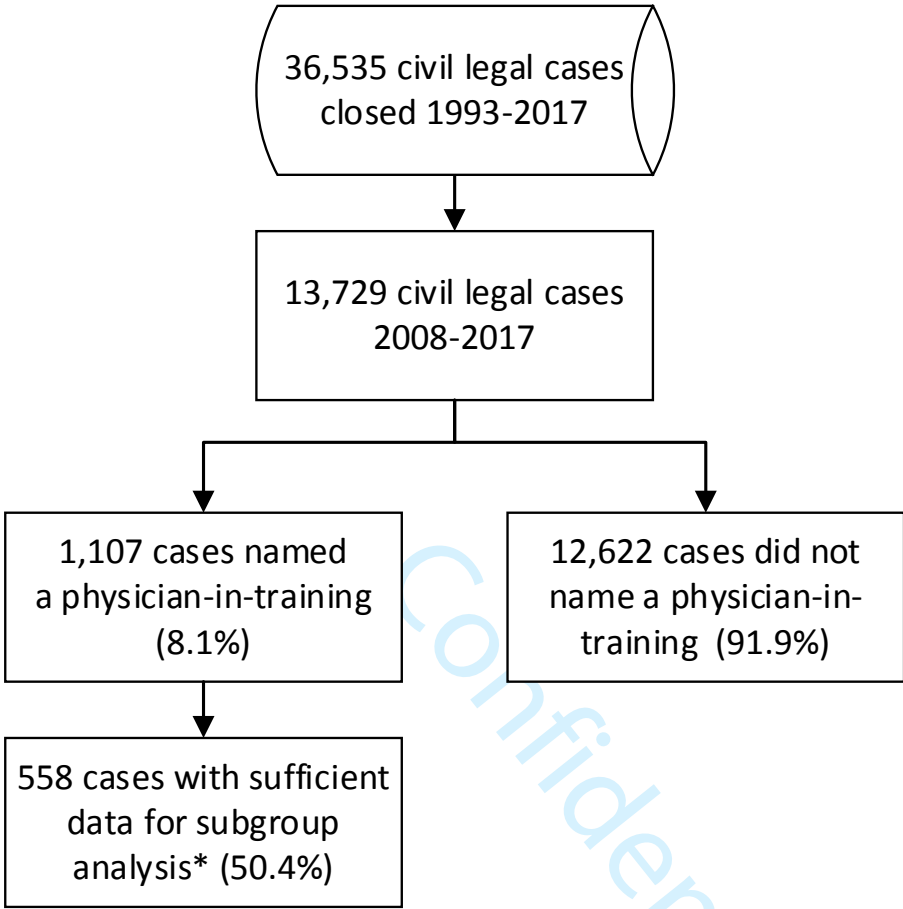 36,535 civil legal cases
closed 1993-2017
13,729 civil legal cases
2008-2017
1,107 cases named
a physician-in-training
(8.1%)
12,622 cases did not
name a physician-in-
training (91.9%)
558 cases with sufficient
data for subgroup
analysis* (50.4%)
Confider